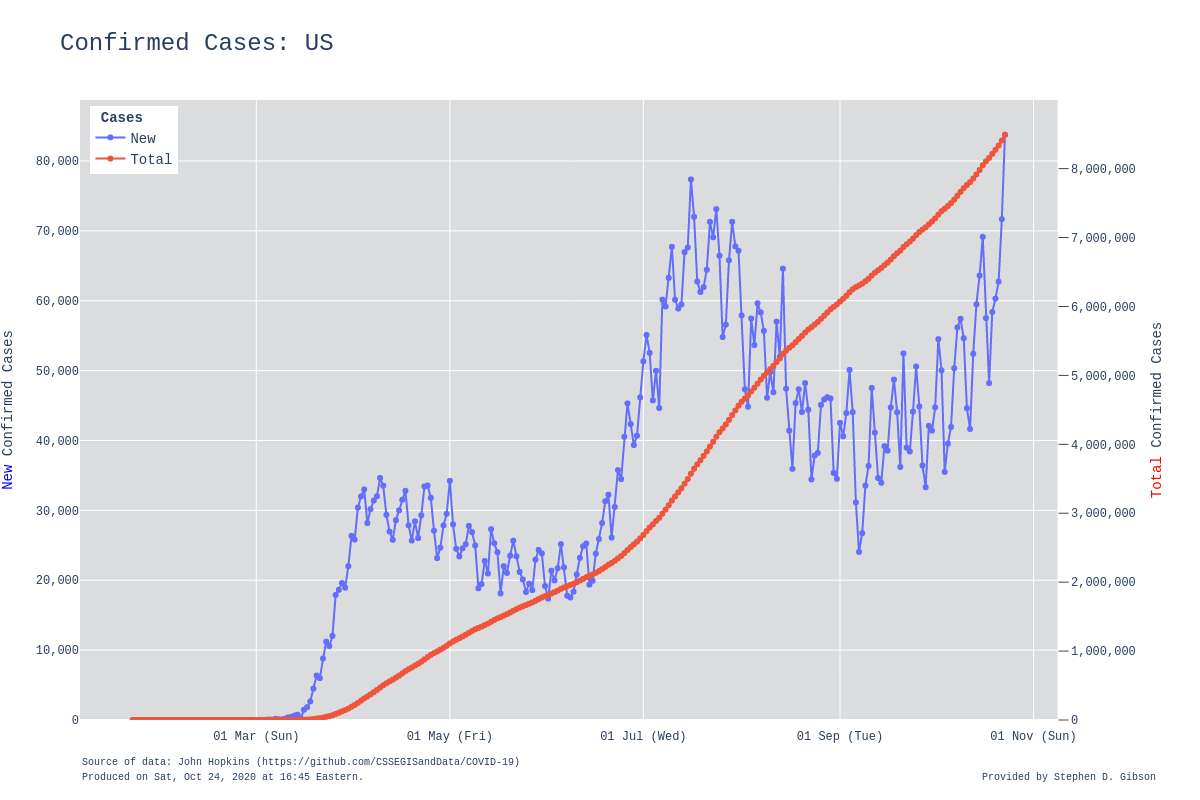 Confirmed Cases: US
Cases
New
Total
80,000
70,000
60,000
50,000
40,000
30,000
20,000
10,000
0
New Confirmed Cases
8,000,000
7,000,000
6,000,000
5,000,000
4,000,000
3,000,000
2,000,000
1,000,000
0
Total Confirmed Cases
01 Mar (Sun)
01 May (Fri)
01 Jul (Wed)
01 Sep (Tue)
01 Nov (Sun)
Source of data: John Hopkins (https://github.com/CSSEGISandData/COVID-19)
Produced on Sat, Oct 24, 2020 at 16:45 Eastern.
Provided by Stephen D. Gibson